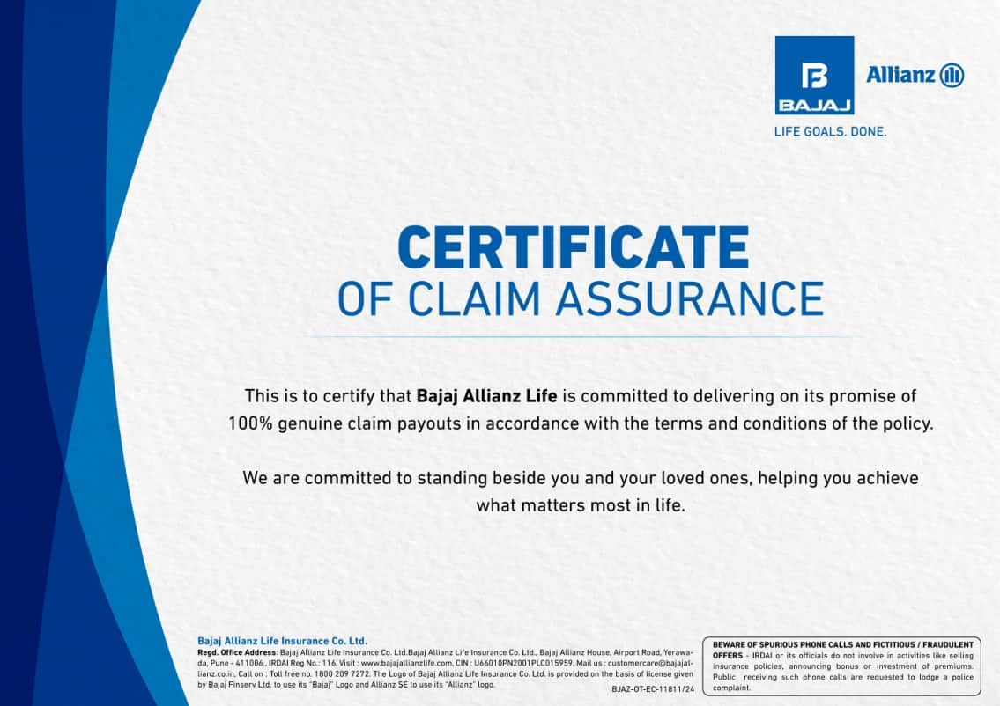 BAJAJ
Allianz
LIFE GOALS. DONE.
CERTIFICATE
OF CLAIM ASSURANCE
This is to certify that Bajaj Allianz Life is committed to delivering on its promise of
100% genuine claim payouts in accordance with the terms and conditions of the policy.
We are committed to standing beside you and your loved ones, helping you achieve
what matters most in life.
Bajaj Allianz Life Insurance Co. Ltd.
Regd. Office Address: Bajaj Allianz Life Insurance Co. Ltd.Bajaj Allianz Life Insurance Co. Ltd., Bajaj Allianz House, Airport Road, Yerawa-
da, Pune - 411006., IRDAI Reg No.: 116, Visit : www.bajajallianzlife.com, CIN : U66010PN2001PLC015959, Mail us : customercare@bajajal-
lianz.co.in, Call on : Toll free no. 1800 209 7272. The Logo of Bajaj Allianz Life Insurance Co. Ltd. is provided on the basis of license given
by Bajaj Finserv Ltd. to use its "Bajaj" Logo and Allianz SE to use its "Allianz" logo.
BJAZ-OT-EC-11811/24
BEWARE OF SPURIOUS PHONE CALLS AND FICTITIOUS / FRAUDULENT
OFFERS - IRDAI or its officials do not involve in activities like selling
insurance policies, announcing bonus or investment of premiums.
Public receiving such phone calls are requested to lodge a police
complaint.